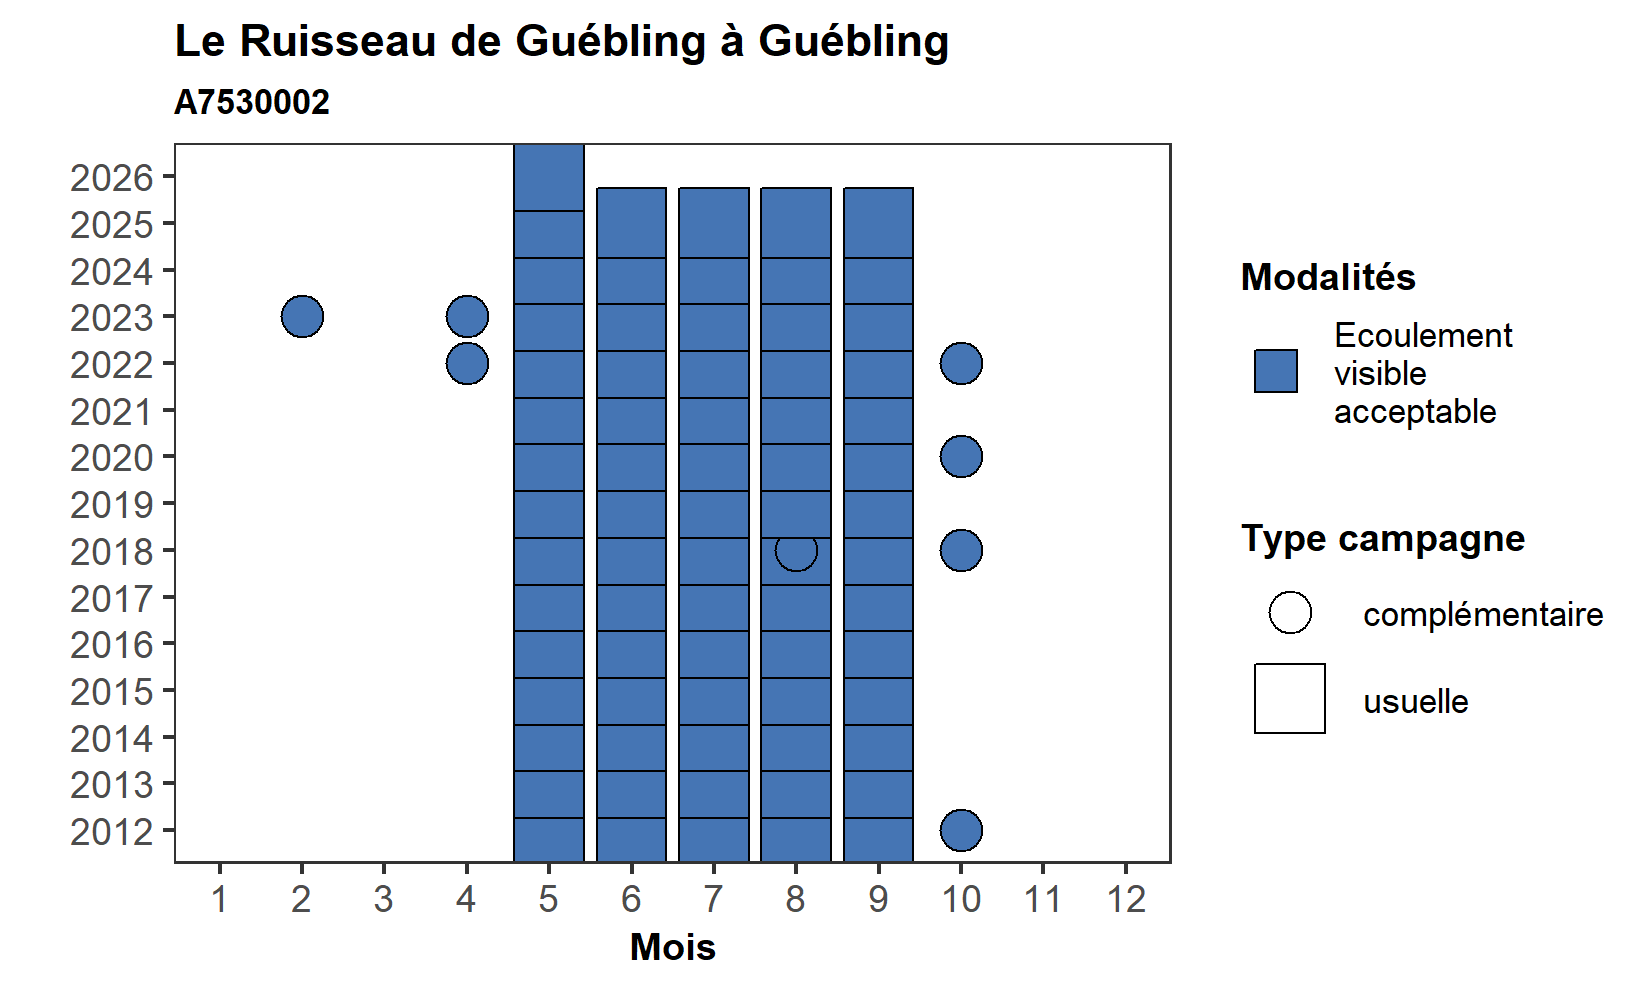 Le Ruisseau de Guébling à Guébling
A7530002
2026
2025
2024
2023
2022
2021
2020
2019
2018
2017
2016
2015
2014
2013
2012
1 2 3 4 5 6 7 8 9 10 11 12
Mois
Modalités
Ecoulement
visible
acceptable
Type campagne
complémentaire
usuelle